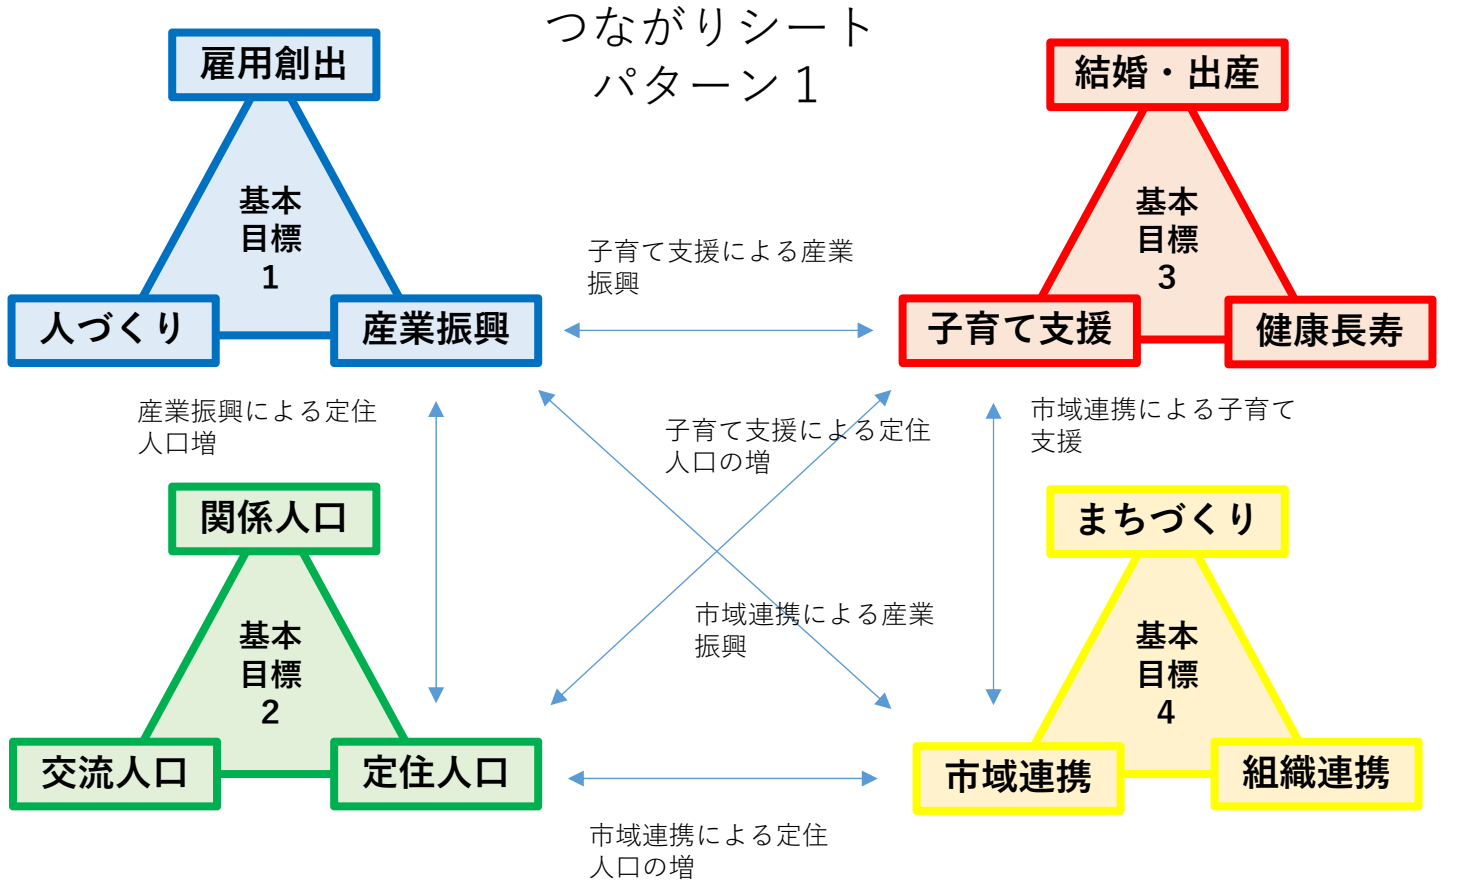 つながりシート
パターン１
雇用創出
基本
目標
1
人づくり
産業振興
結婚・出産
基本
目標
3
子育て支援
健康長寿
子育て支援による産業
振興
産業振興による定住
人口増
子育て支援による定住
人口の増
市域連携による子育て
支援
関係人口
基本
目標
2
交流人口
定住人口
市域連携による産業
振興
まちづくり
基本
目標
4
市域連携
組織連携
市域連携による定住
人口の増